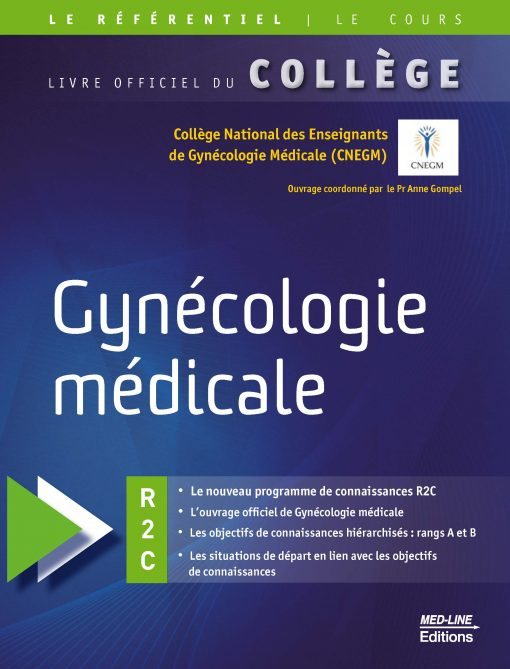 LE RÉFÉRENTIEL | LE COURS
LIVRE OFFICIEL DU COLLÈGE
Collège National des Enseignants
de Gynécologie Médicale (CNEGM)
CNEGM
Ouvrage coordonné par le Pr Anne Gompel
Gynécologie
médicale
R2C
• Le nouveau programme de connaissances R2C
• L'ouvrage officiel de Gynécologie médicale
• Les objectifs de connaissances hiérarchisés : rangs A et B
• Les situations de départ en lien avec les objectifs
de connaissances
MED-LINE
Editions